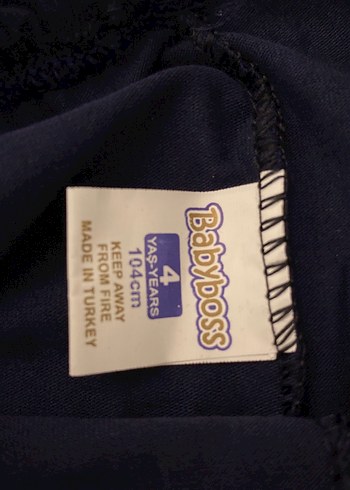 Babyboss
4
YAŞ-YEARS
104cm
KEEP AWAY
FROM FIRE
MADE IN TURKEY